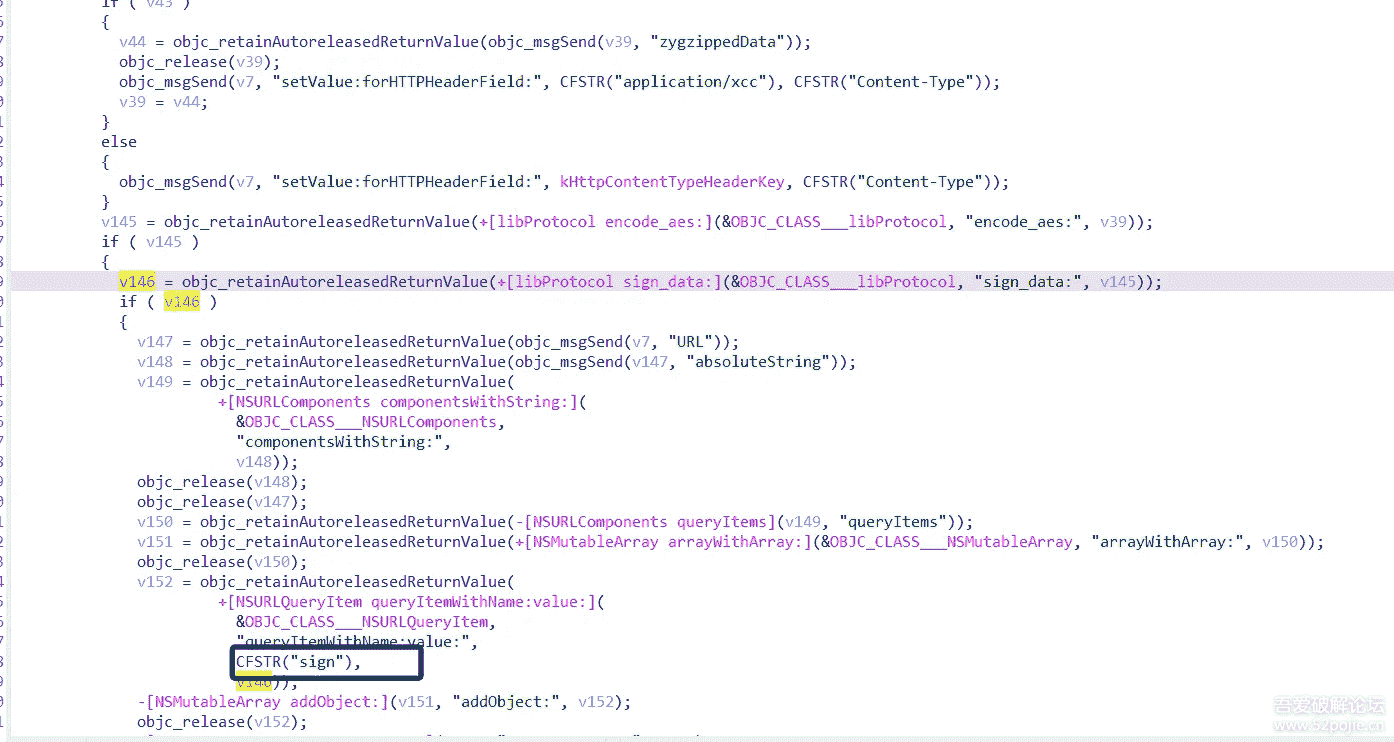 if ( v43 )
{
v44 = objc_retainAutoreleasedReturnValue(objc_msgSend(v39, "zygzippedData"));
objc_release(v39);
objc_msgSend(v7, "setValue:forHTTPHeaderField:", CFSTR("application/xcc"), CFSTR("Content-Type"));
v39 = v44;
}
else
{
objc_msgSend(v7, "setValue:forHTTPHeaderField:", kHttpContentTypeHeaderKey, CFSTR("Content-Type"));
}
v145 = objc_retainAutoreleasedReturnValue(+[libProtocol encode_aes:](&OBJC_CLASS___libProtocol, "encode_aes:", v39));
if ( v145 )
{
v146 = objc_retainAutoreleasedReturnValue(+[libProtocol sign_data:](&OBJC_CLASS___libProtocol, "sign_data:", v145));
if ( v146 )
{
v147 = objc_retainAutoreleasedReturnValue(objc_msgSend(v7, "URL"));
v148 = objc_retainAutoreleasedReturnValue(objc_msgSend(v147, "absoluteString"));
v149 = objc_retainAutoreleasedReturnValue(
+[NSURLComponents componentsWithString:](
&OBJC_CLASS___NSURLComponents,
"componentsWithString:",
v148));
objc_release(v148);
objc_release(v147);
v150 = objc_retainAutoreleasedReturnValue(-[NSURLComponents queryItems](v149, "queryItems"));
v151 = objc_retainAutoreleasedReturnValue(+[NSMutableArray arrayWithArray:](&OBJC_CLASS___NSMutableArray, "arrayWithArray:", v150));
objc_release(v150);
v152 = objc_retainAutoreleasedReturnValue(
+[NSURLQueryItem queryItemWithName:value:](
&OBJC_CLASS___NSURLQueryItem,
"queryItemWithName:value:",
CFSTR("sign"),
v146));
-[NSMutableArray addObject:](v151, "addObject:", v152);
objc_release(v152);
吾爱破解论坛
www.52pojie.cn